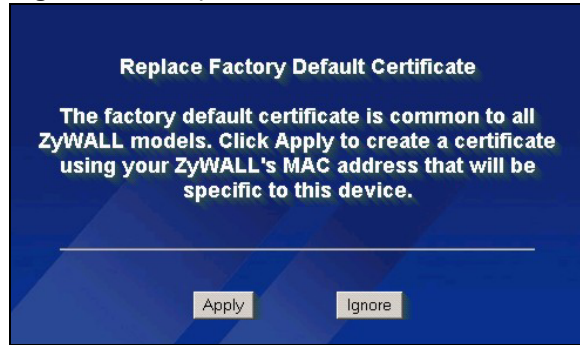 Replace Factory Default Certificate
The factory default certificate is common to all
ZyWALL models. Click Apply to create a certificate
using your ZyWALL's MAC address that will be
specific to this device.
Apply
Ignore